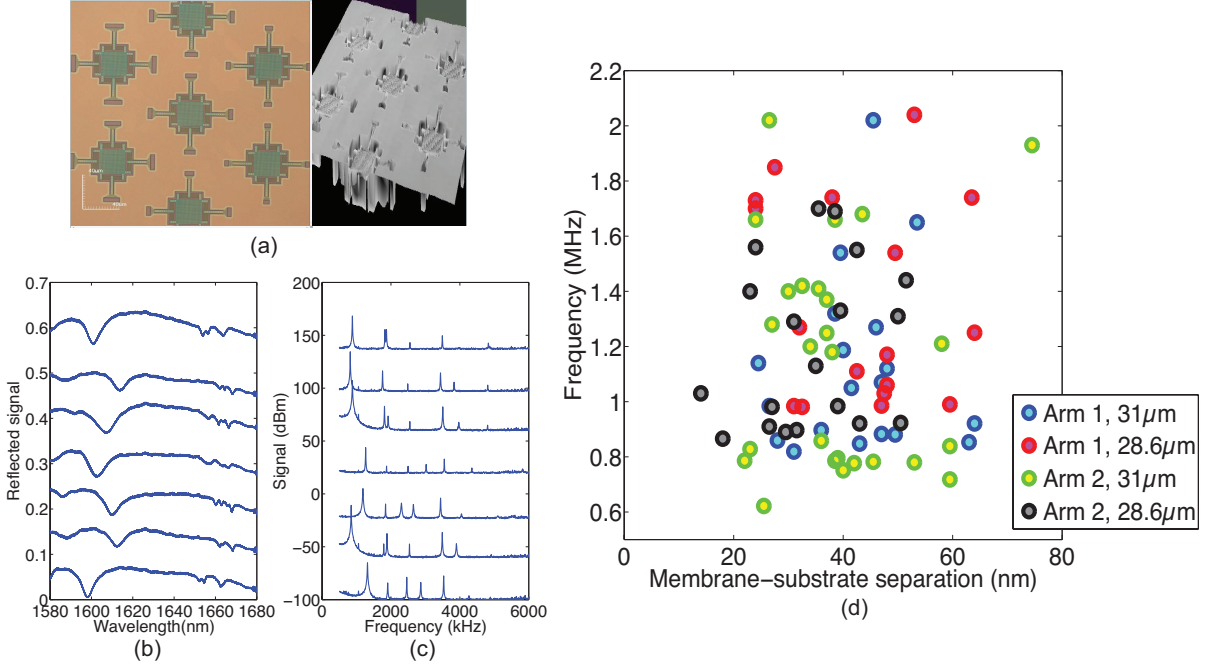 (a)
0.7
0.6
0.5
0.4
0.3
0.2
0.1
0
Reflected signal
1580 1600 1620 1640 1660 1680
Wavelength(nm)
(b)
200
150
100
50
0
−50
−100
Signal (dBm)
0 2000 4000 6000
Frequency (kHz)
(c)
2.2
2
1.8
1.6
1.4
1.2
1
0.8
0.6
Frequency (MHz)
0 20 40 60 80
Membrane−substrate separation (nm)
(d)
Arm 1, 31µm
Arm 1, 28.6µm
Arm 2, 31µm
Arm 2, 28.6µm